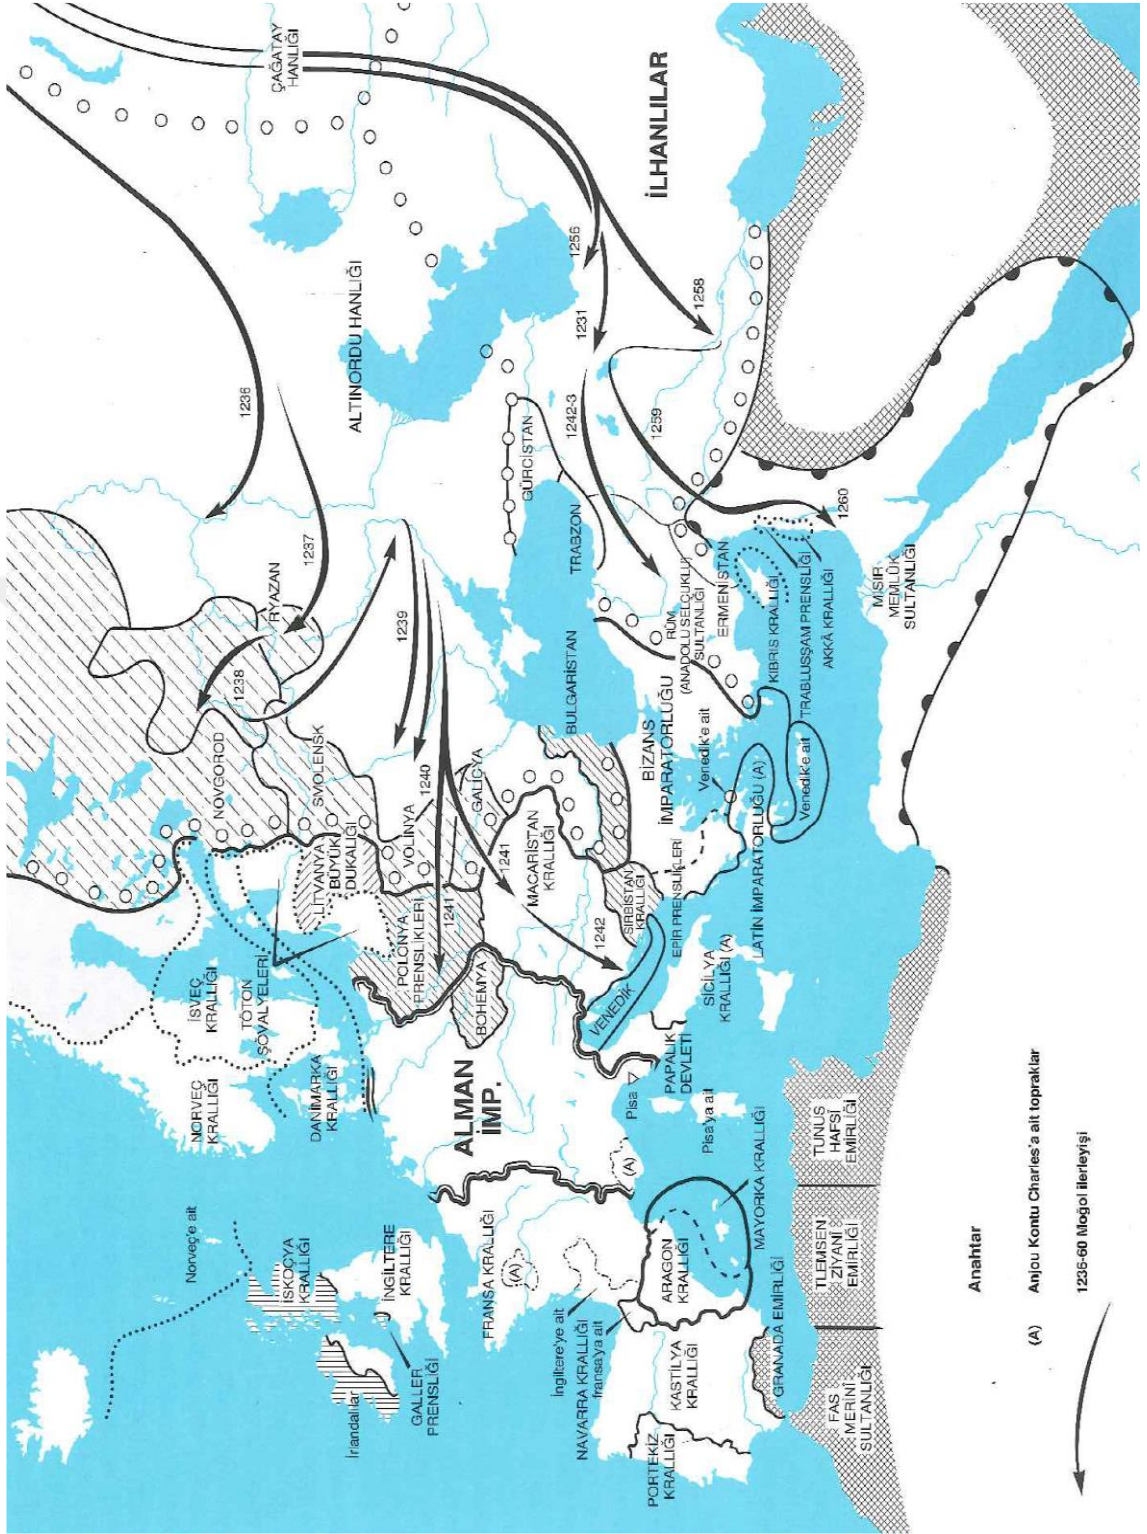 ÇAĞATAY
HANLIĞI
İLHANLILAR
ALTINORDU HANLIĞI
1256
1231
1258
1236
1242-3
1259
1260
GÜRCİSTAN
TRABZON
1237
RYAZAN
1238
1239
NOVGOROD
SMOLENSK
LİTVANYA
BÜYÜK
DUKALIĞI
VOLİNYA
1240
GALİÇYA
1241
1241
1242
MACARİSTAN
KRALLIĞI
BULGARİSTAN
SIRBİSTAN
KRALLIĞI
BİZANS
İMPARATORLUĞU
RÜM
(ANADOLU SELÇUKLU)
SULTANLIĞI
ERMENİSTAN
KIBRIS KRALLIĞI
TRABLUSŞAM PRENSLİĞİ
AKKÂ KRALLIĞI
MISIR
MEMLÜK
SULTANLIĞI
Venedik'e ait
Venedik'e ait
LATİN İMPARATORLUĞU (A)
EPİR PRENSLİKLERİ
SİCİLYA
KRALLIĞI (A)
POLONYA
PRENSLİKLERİ
BOHEMYA
VENEDİK
PAPALIK
DEVLETİ
Pisa
Pisa'ya ait
İSVEÇ
KRALLIĞI
TÖTON
ŞÖVALYELERİ
NORVEÇ
KRALLIĞI
DANİMARKA
KRALLIĞI
ALMAN
İMP.
(A)
Norveç'e ait
İSKOÇYA
KRALLIĞI
İNGİLTERE
KRALLIĞI
İrlandalılar
GALLER
PRENSLİĞİ
FRANSA KRALLIĞI
(A)
İngiltere'ye ait
NAVARRA KRALLIĞI
fransa'ya ait
ARAGON
KRALLIĞI
MAYORKA KRALLIĞI
KASTİLYA
KRALLIĞI
PORTEKİZ
KRALLIĞI
GRANADA EMİRLİĞİ
TUNUS
HAFSİ
EMİRLİĞİ
TLEMSEN
ZİYANİ
EMİRLİĞİ
FAS
MERİNİ
SULTANLIĞI
Anahtar
(A) Anjou Kontu Charles'a ait topraklar
1236-60 Moğol ilerleyişi